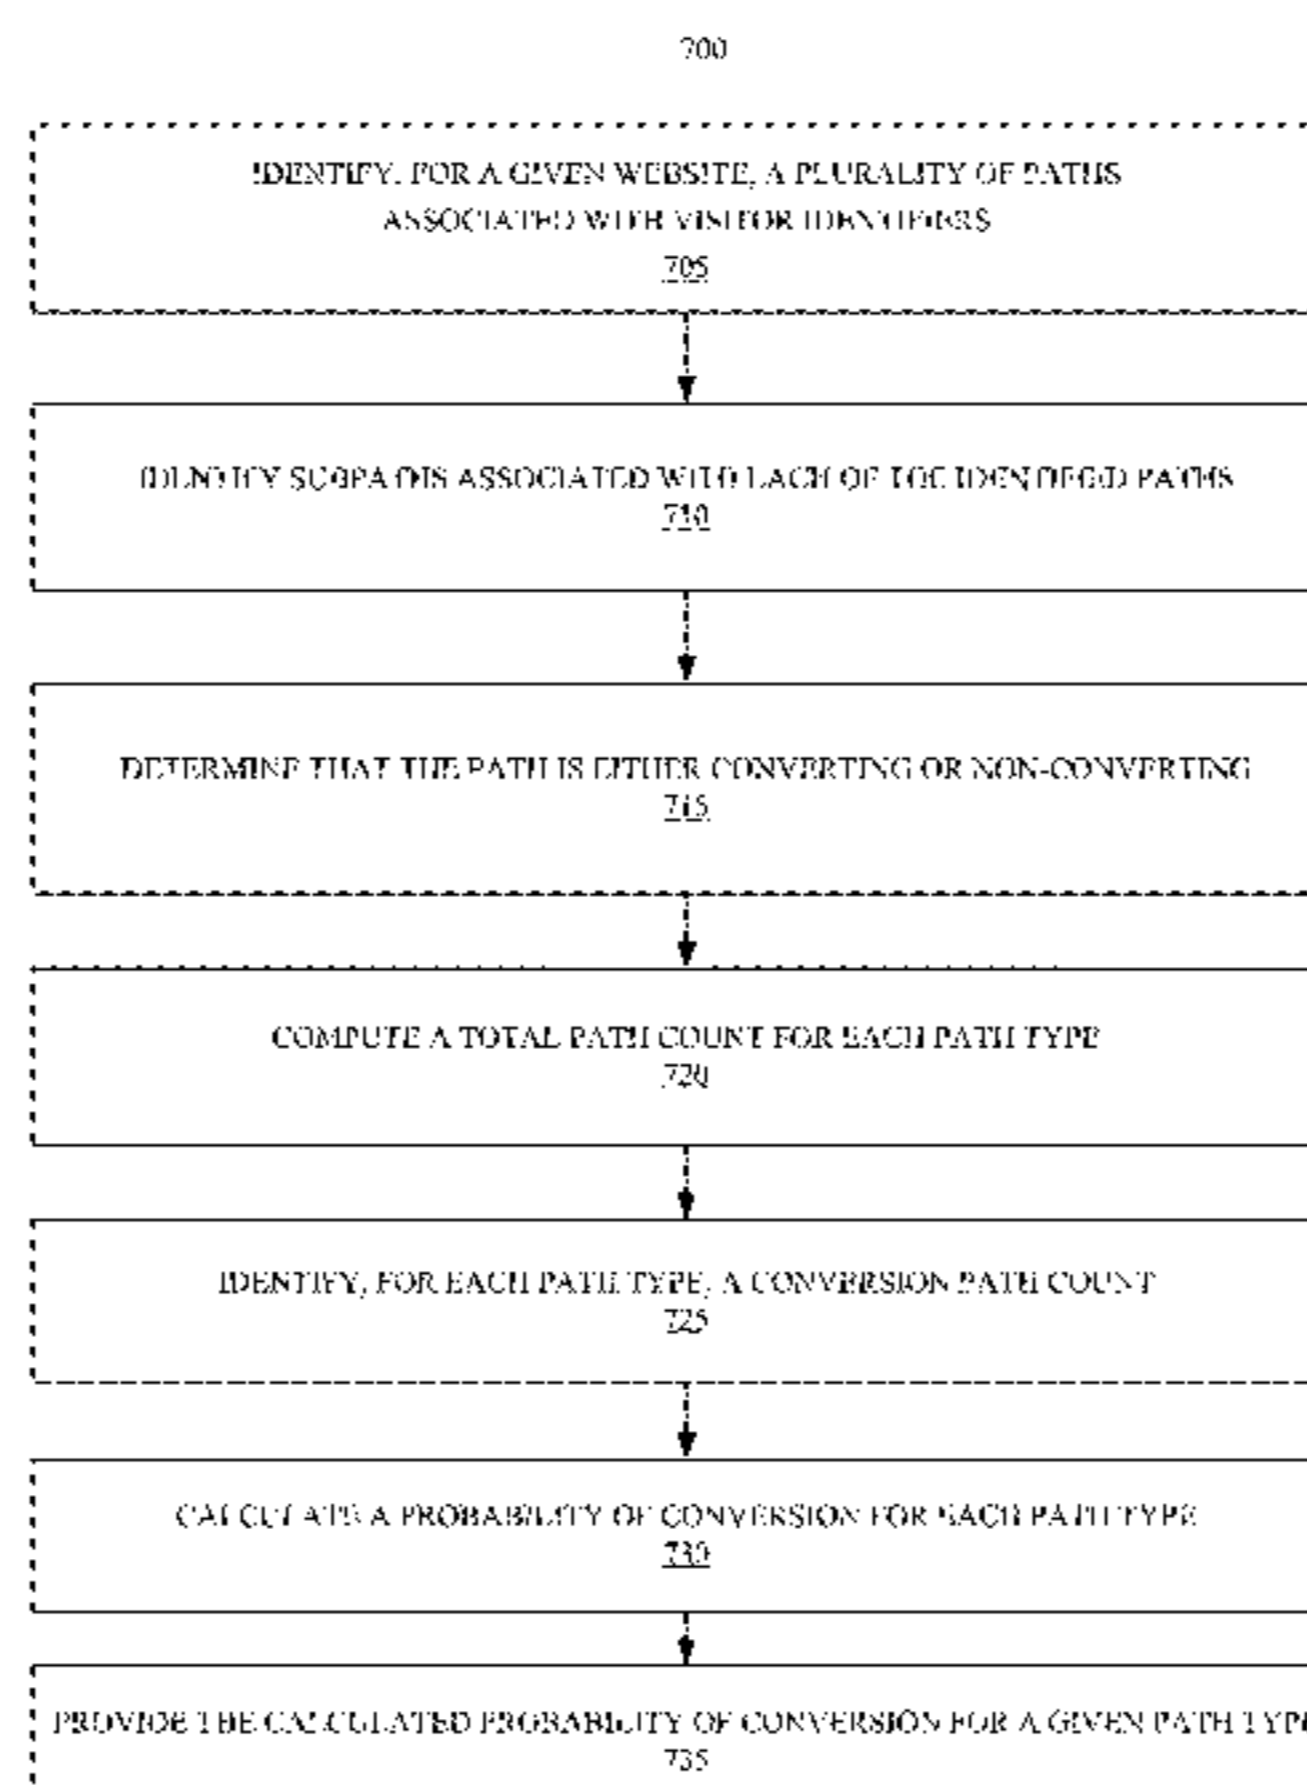 700
IDENTIFY, FOR A GIVEN WEBSITE, A PLURALITY OF PATHS
ASSOCIATED WITH VISITOR IDENTIFIERS
705
IDENTIFY SUBPATHS ASSOCIATED WITH EACH OF THE IDENTIFIED PATHS
710
DETERMINE THAT THE PATH IS EITHER CONVERTING OR NON-CONVERTING
715
COMPUTE A TOTAL PATH COUNT FOR EACH PATH TYPE
720
IDENTIFY, FOR EACH PATH TYPE, A CONVERSION PATH COUNT
725
CALCULATE A PROBABILITY OF CONVERSION FOR EACH PATH TYPE
730
PROVIDE THE CALCULATED PROBABILITY OF CONVERSION FOR A GIVEN PATH TYPE
735